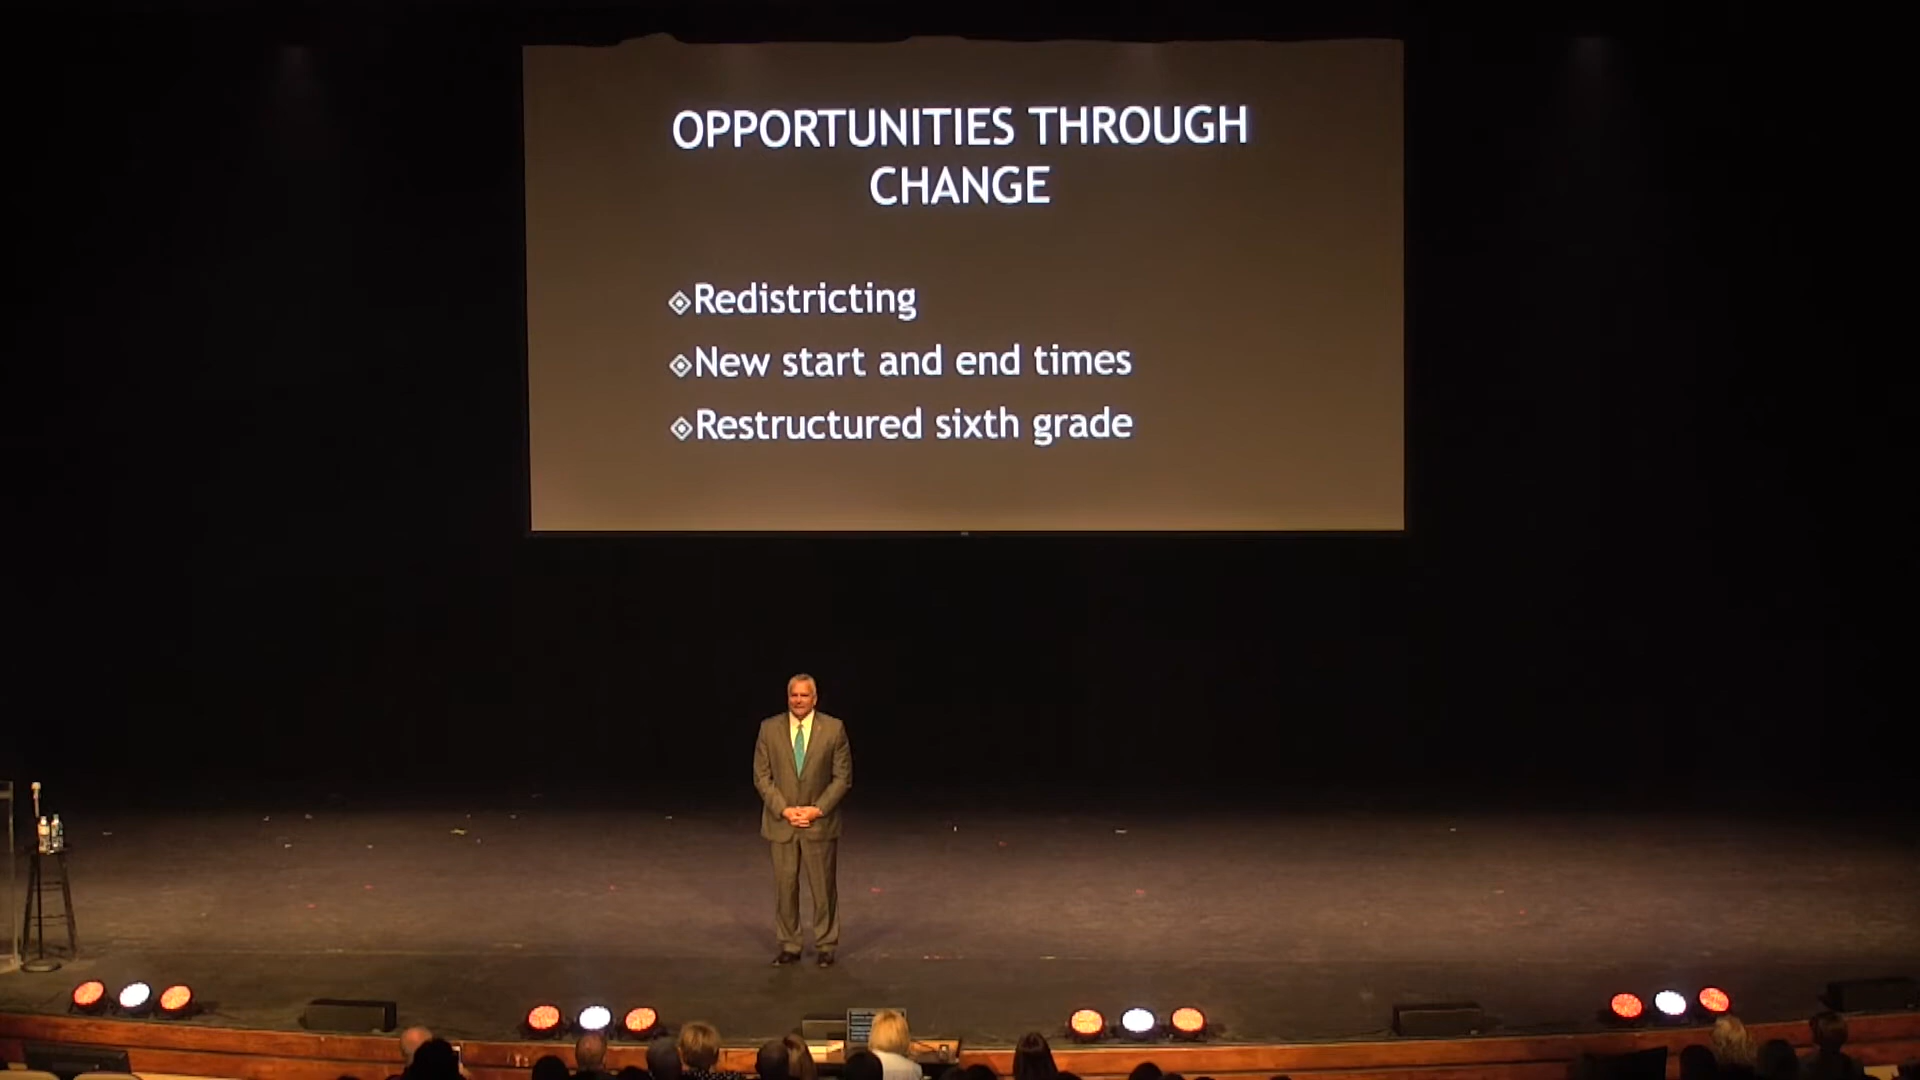 OPPORTUNITIES THROUGH
CHANGE
Redistricting
New start and end times
Restructured sixth grade